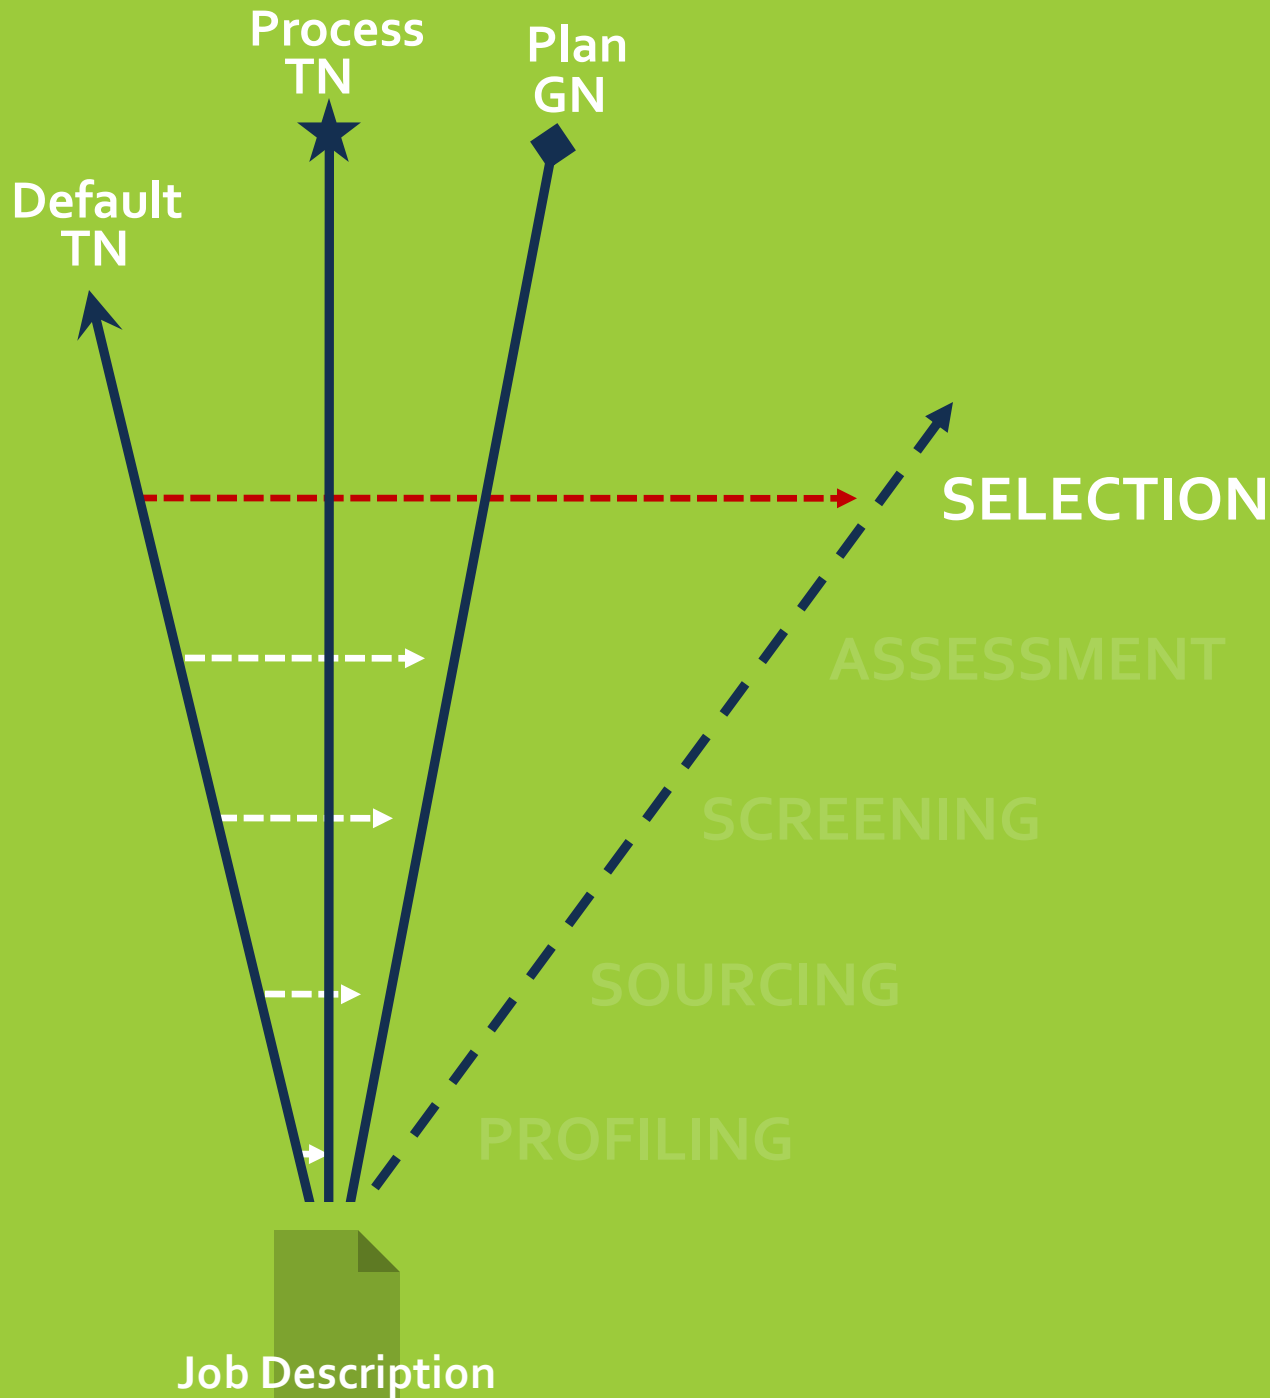 Process
TN
Plan
GN
Default
TN
SELECTION
ASSESSMENT
SCREENING
SOURCING
PROFILING
Job Description